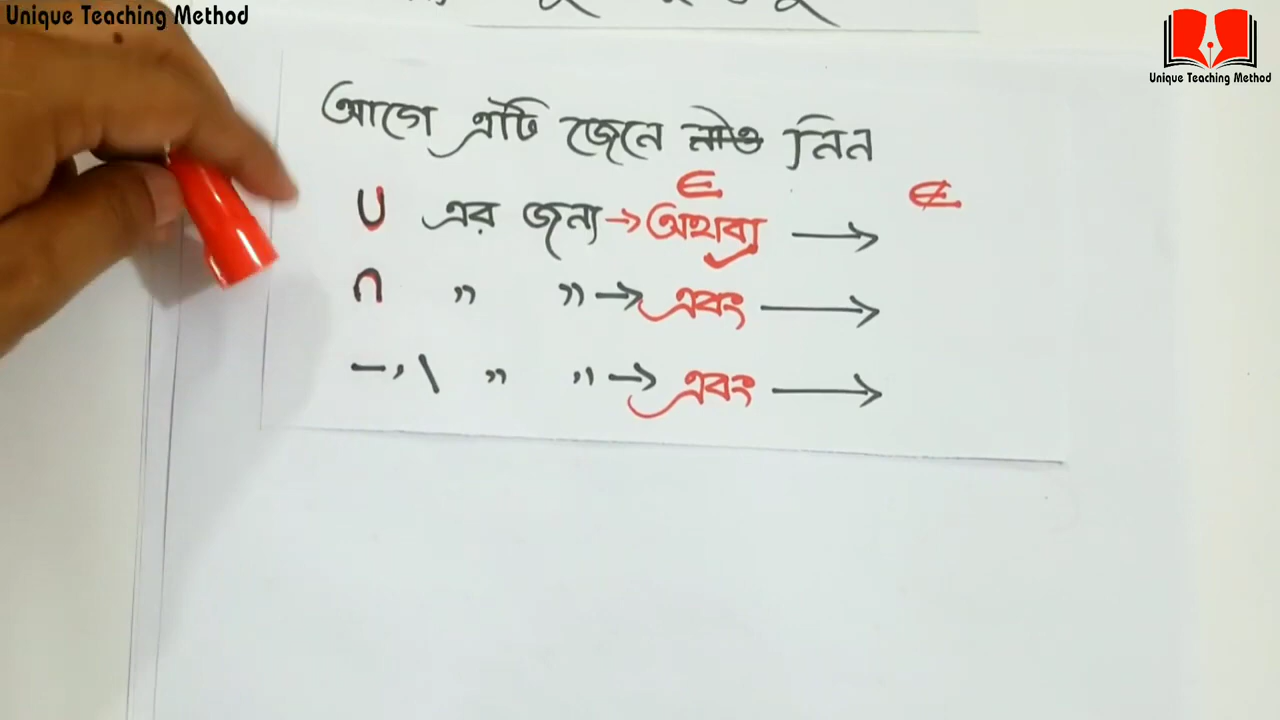 Unique Teaching Method
Unique Teaching Method
আগে এটি জেনে নাও নিন
∈ ∉
∪ এর জন্য → অথবা →
∩ " " → এবং →
−, \ " " → এবং →